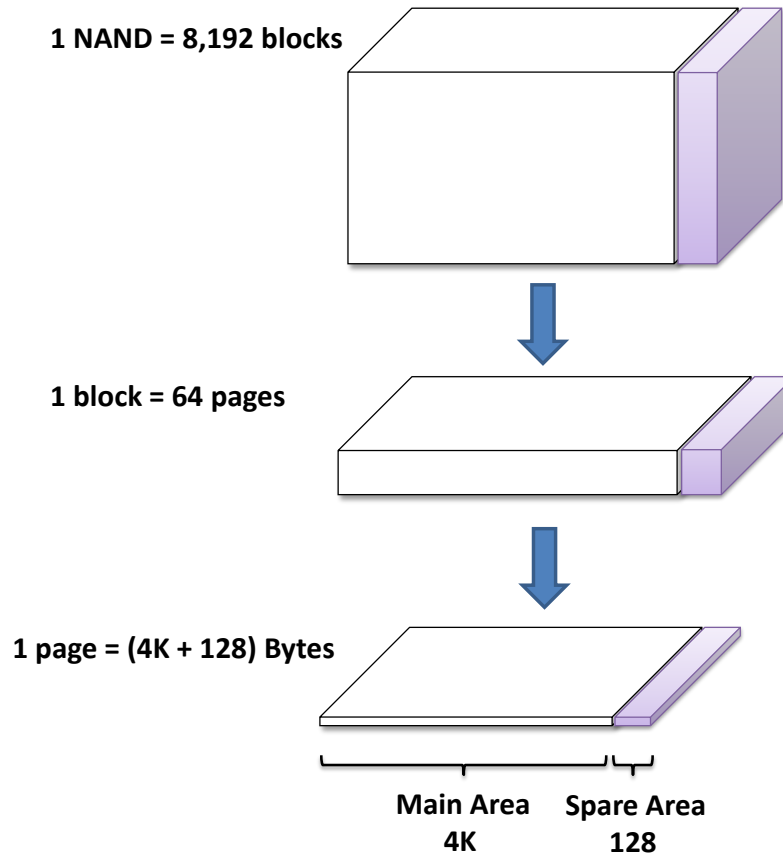 1 NAND = 8,192 blocks
1 block = 64 pages
1 page = (4K + 128) Bytes
Main Area
4K
Spare Area
128